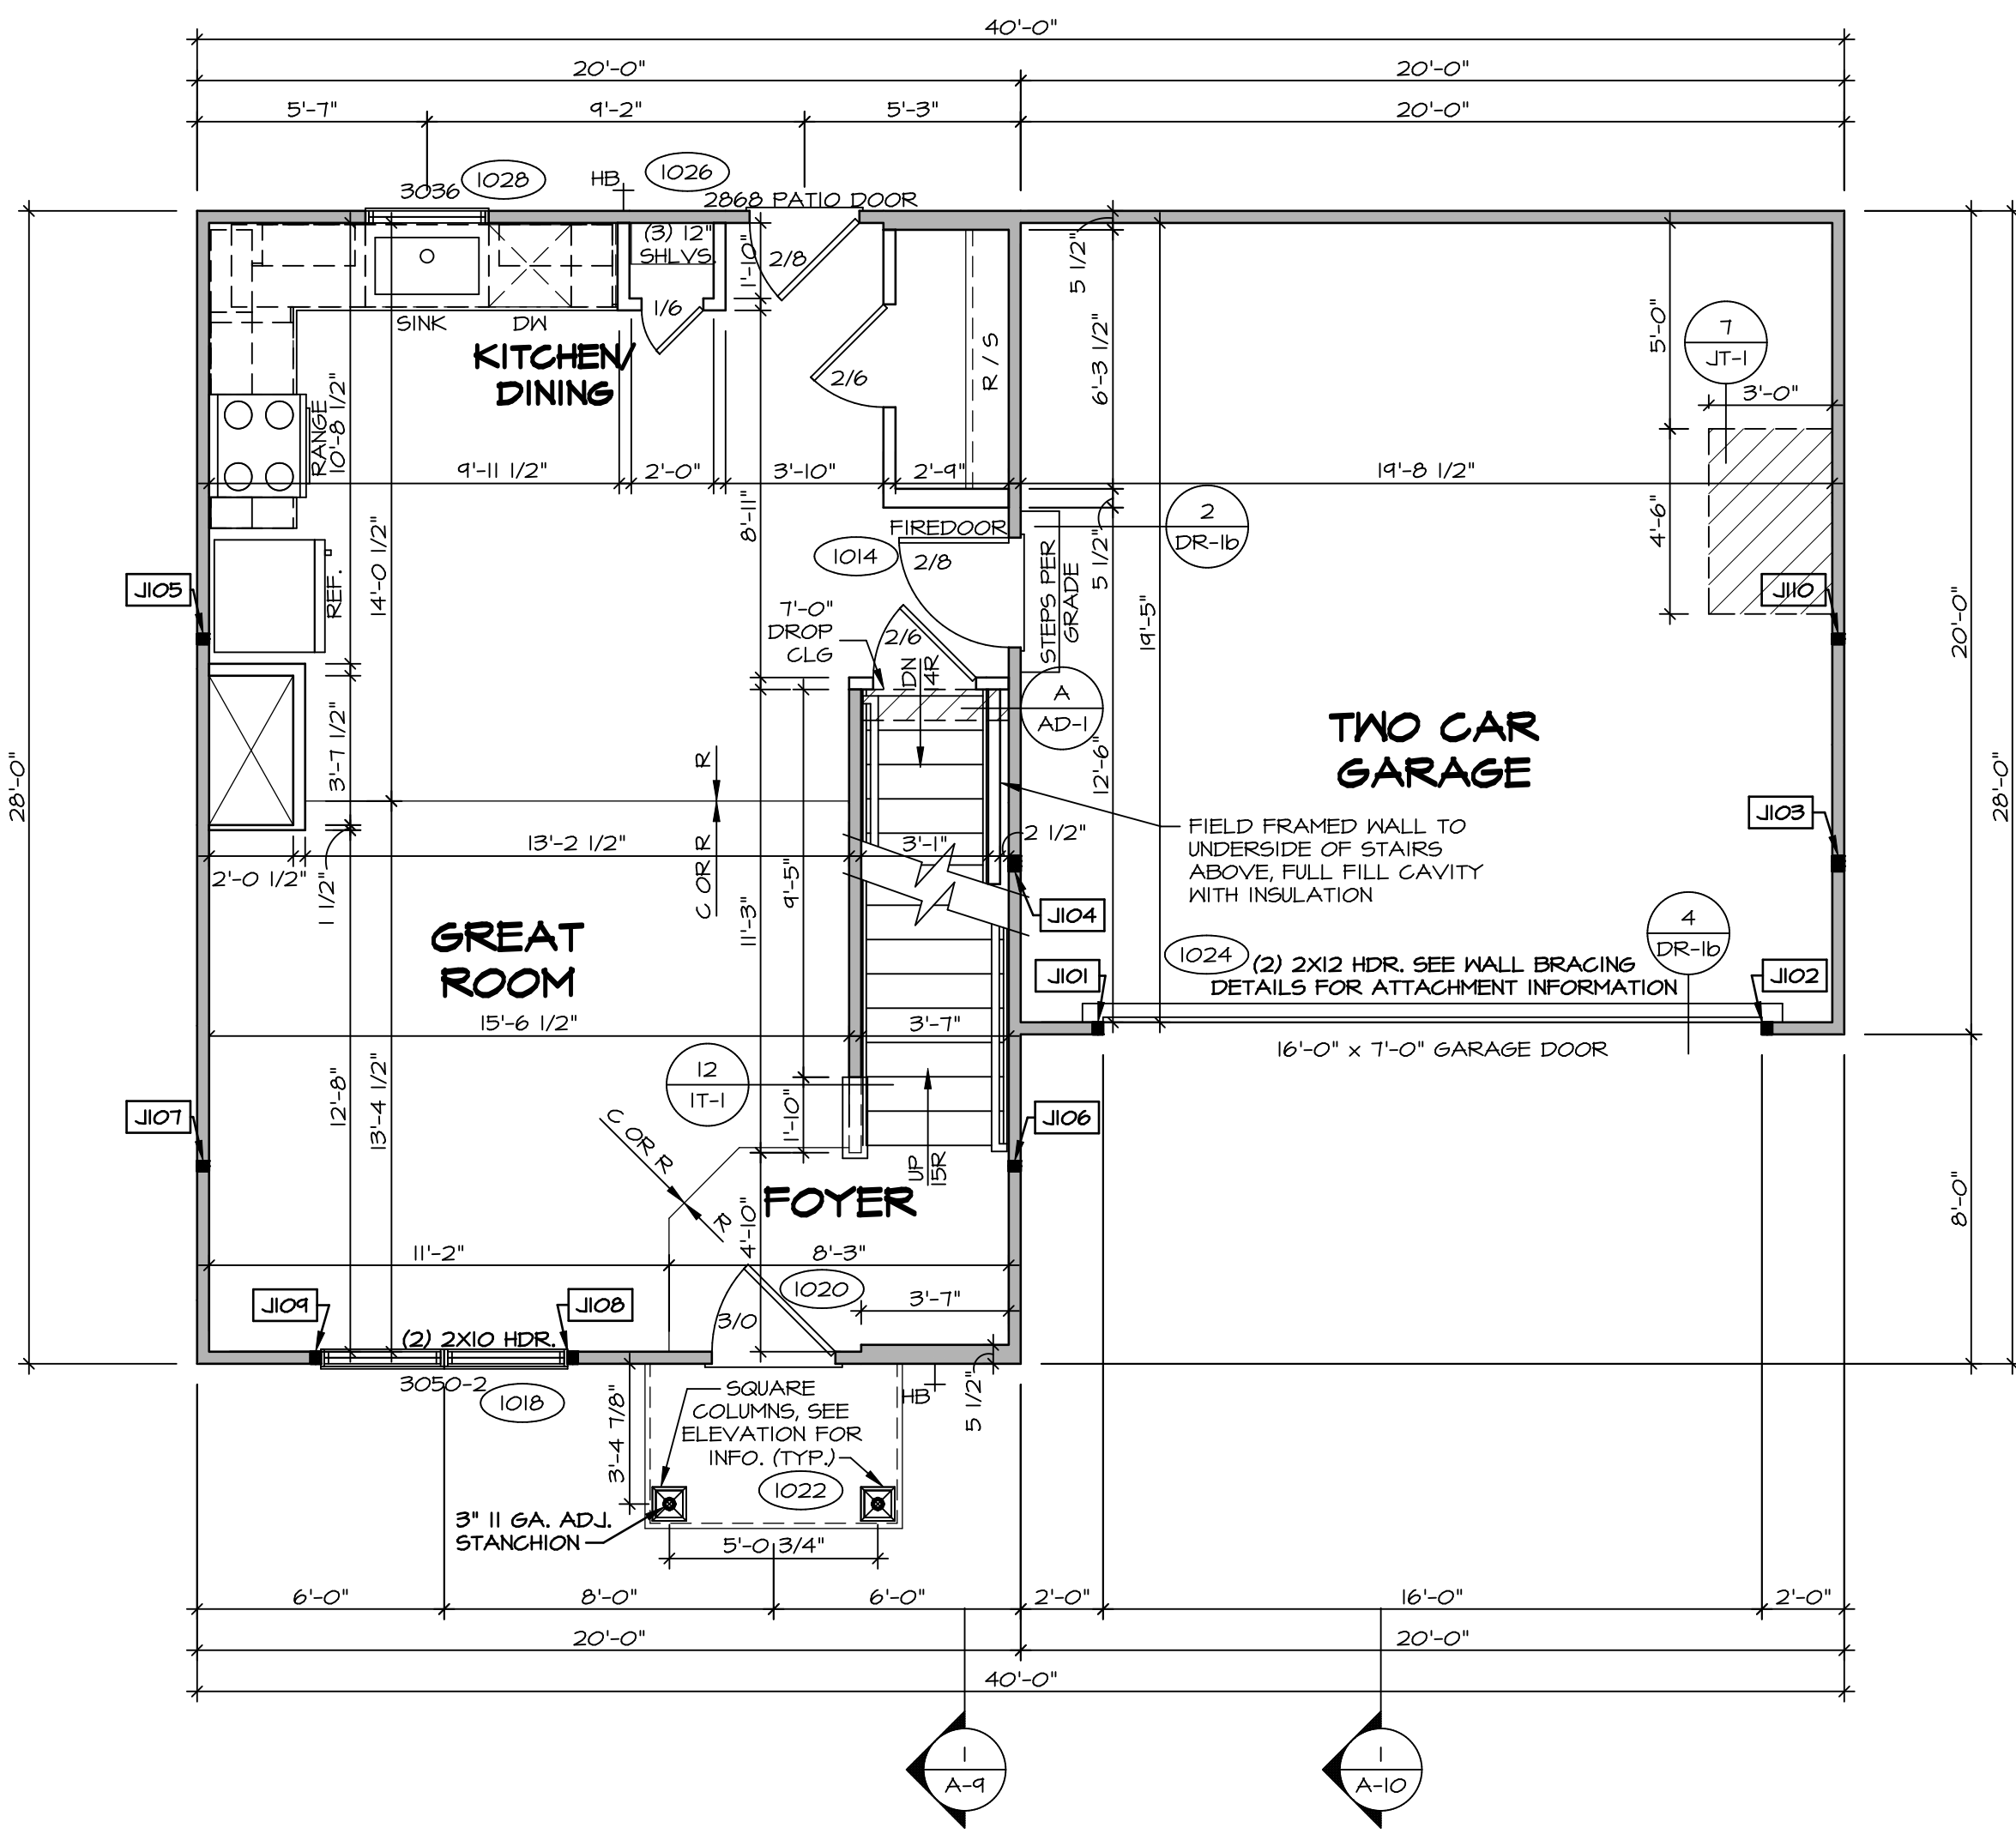 40'-0"
20'-0"
20'-0"
5'-7"
9'-2"
5'-3"
20'-0"
3036
1028
HB
1026
2868 PATIO DOOR
(3) 12"
SHLVS.
1'-10"
2/8
1/6
SINK
DW
KITCHEN/
DINING
2/6
R / S
5 1/2"
6'-3 1/2"
5'-0"
7
JT-1
3'-0"
RANGE
10'-8 1/2"
9'-11 1/2"
2'-0"
3'-10"
2'-9"
19'-8 1/2"
8'-11"
14'-0 1/2"
FIREDOOR
1014
2/8
2
DR-1b
5 1/2"
4'-6"
STEPS PER
GRADE
J105
REF.
7'-0"
DROP
CLG
2/6
DN
14R
19'-5"
J110
20'-0"
28'-0"
28'-0"
A
AD-1
12'-6"
TWO CAR
GARAGE
3'-7 1/2"
R
C OR R
13'-2 1/2"
3'-1"
2 1/2"
2'-0 1/2"
1 1/2"
9'-5"
11'-3"
FIELD FRAMED WALL TO
UNDERSIDE OF STAIRS
ABOVE, FULL FILL CAVITY
WITH INSULATION
J103
J104
GREAT
ROOM
4
DR-1b
1024
(2) 2X12 HDR. SEE WALL BRACING
DETAILS FOR ATTACHMENT INFORMATION
J101
J102
15'-6 1/2"
3'-7"
16'-0" x 7'-0" GARAGE DOOR
12
IT-1
12'-8"
13'-4 1/2"
1'-10"
J107
J106
C OR R
R
UP
15R
FOYER
8'-0"
4'-10"
11'-2"
8'-3"
1020
3'-7"
J109
J108
3/0
(2) 2X10 HDR.
3050-2
1018
HB
5 1/2"
3'-4 7/8"
SQUARE
COLUMNS, SEE
ELEVATION FOR
INFO. (TYP.)
1022
3" 11 GA. ADJ.
STANCHION
5'-0 3/4"
6'-0"
8'-0"
6'-0"
2'-0"
16'-0"
2'-0"
20'-0"
20'-0"
40'-0"
1
A-9
1
A-10